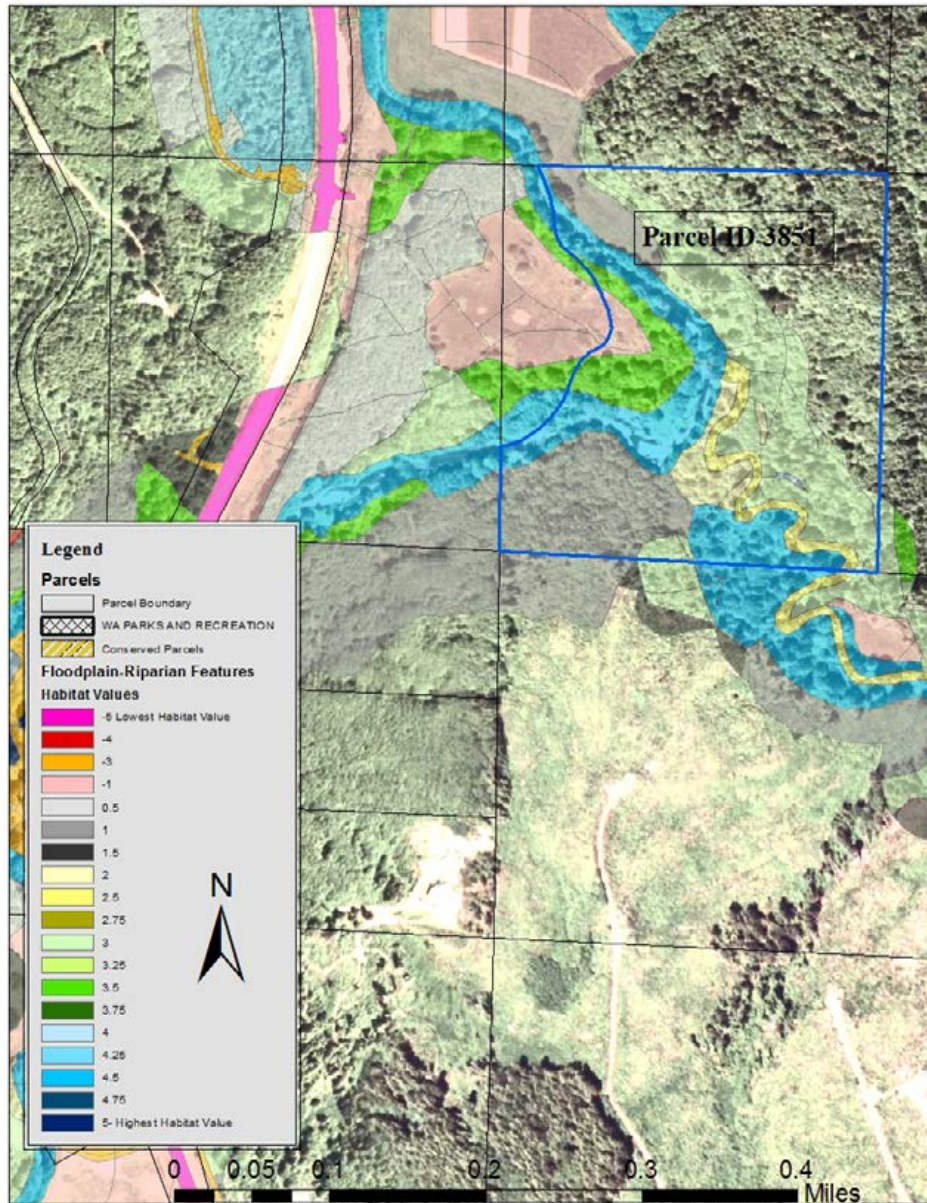 Parcel ID 3851
Legend
Parcels
Parcel Boundary
WA PARKS AND RECREATION
Conserved Parcels
Floodplain-Riparian Features
Habitat Values
-5 Lowest Habitat Value
-4
-3
-1
0.5
1
1.5
2
2.5
2.75
3
3.25
3.5
3.75
4
4.25
4.5
4.75
5- Highest Habitat Value
N
0 0.05 0.1 0.2 0.3 0.4
Miles